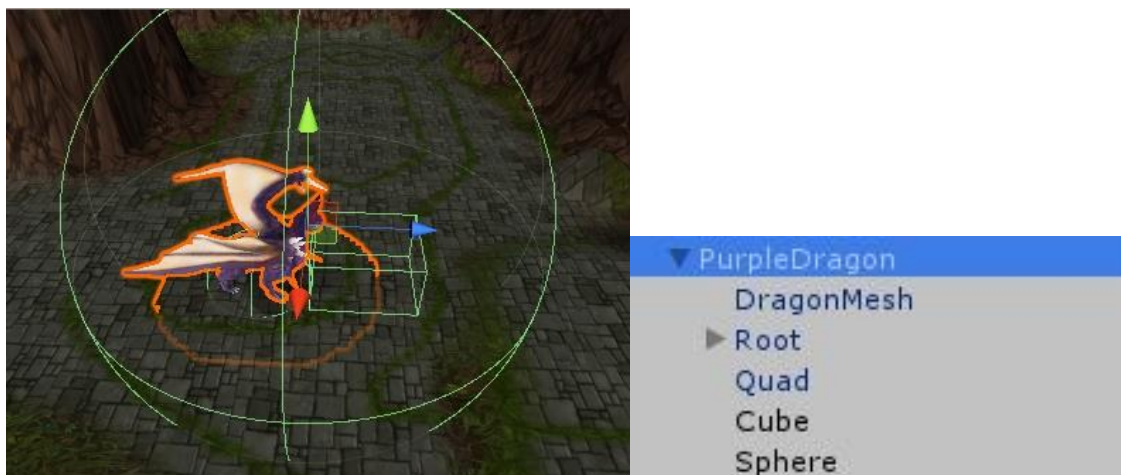 PurpleDragon
DragonMesh
Root
Quad
Cube
Sphere